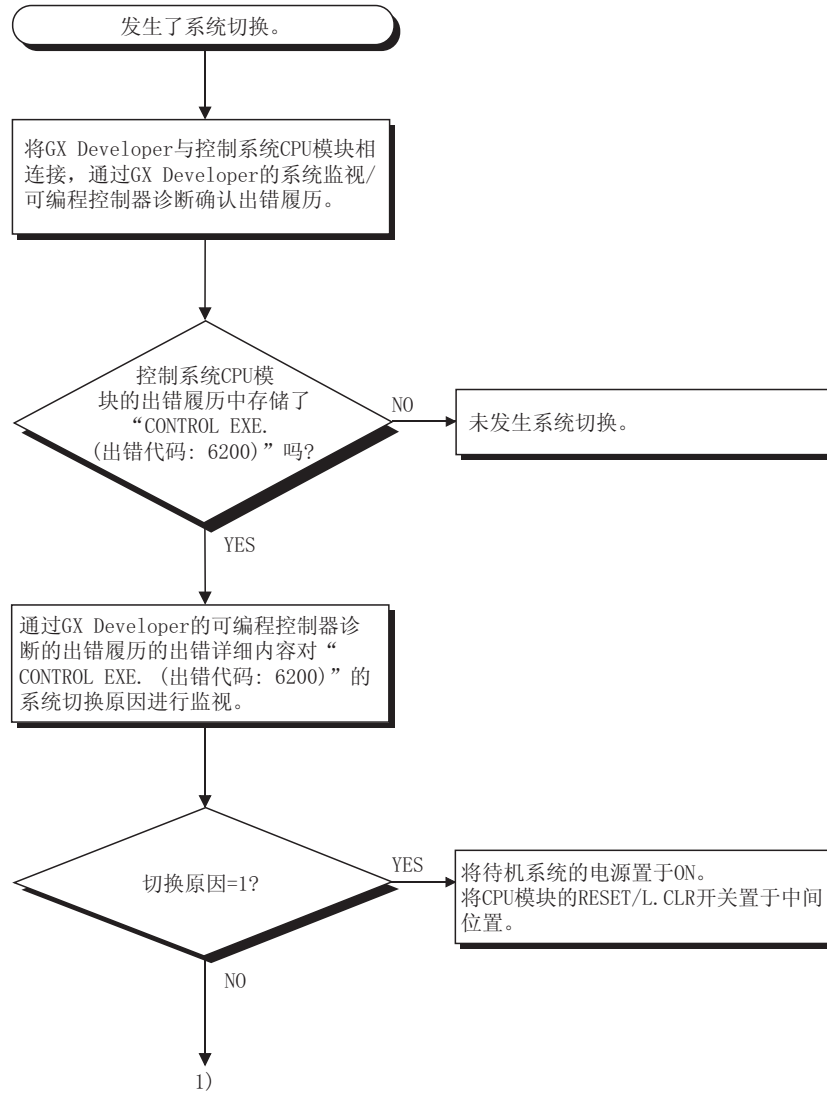 发生了系统切换。
将GX Developer与控制系统CPU模块相
连接，通过GX Developer的系统监视/
可编程控制器诊断确认出错履历。
控制系统CPU模
块的出错履历中存储了
“CONTROL EXE.
(出错代码: 6200)”吗?
NO
未发生系统切换。
YES
通过GX Developer的可编程控制器诊
断的出错履历的出错详细内容对“
CONTROL EXE. (出错代码: 6200)”的
系统切换原因进行监视。
切换原因=1?
YES
将待机系统的电源置于ON。
将CPU模块的RESET/L.CLR开关置于中间
位置。
NO
1)